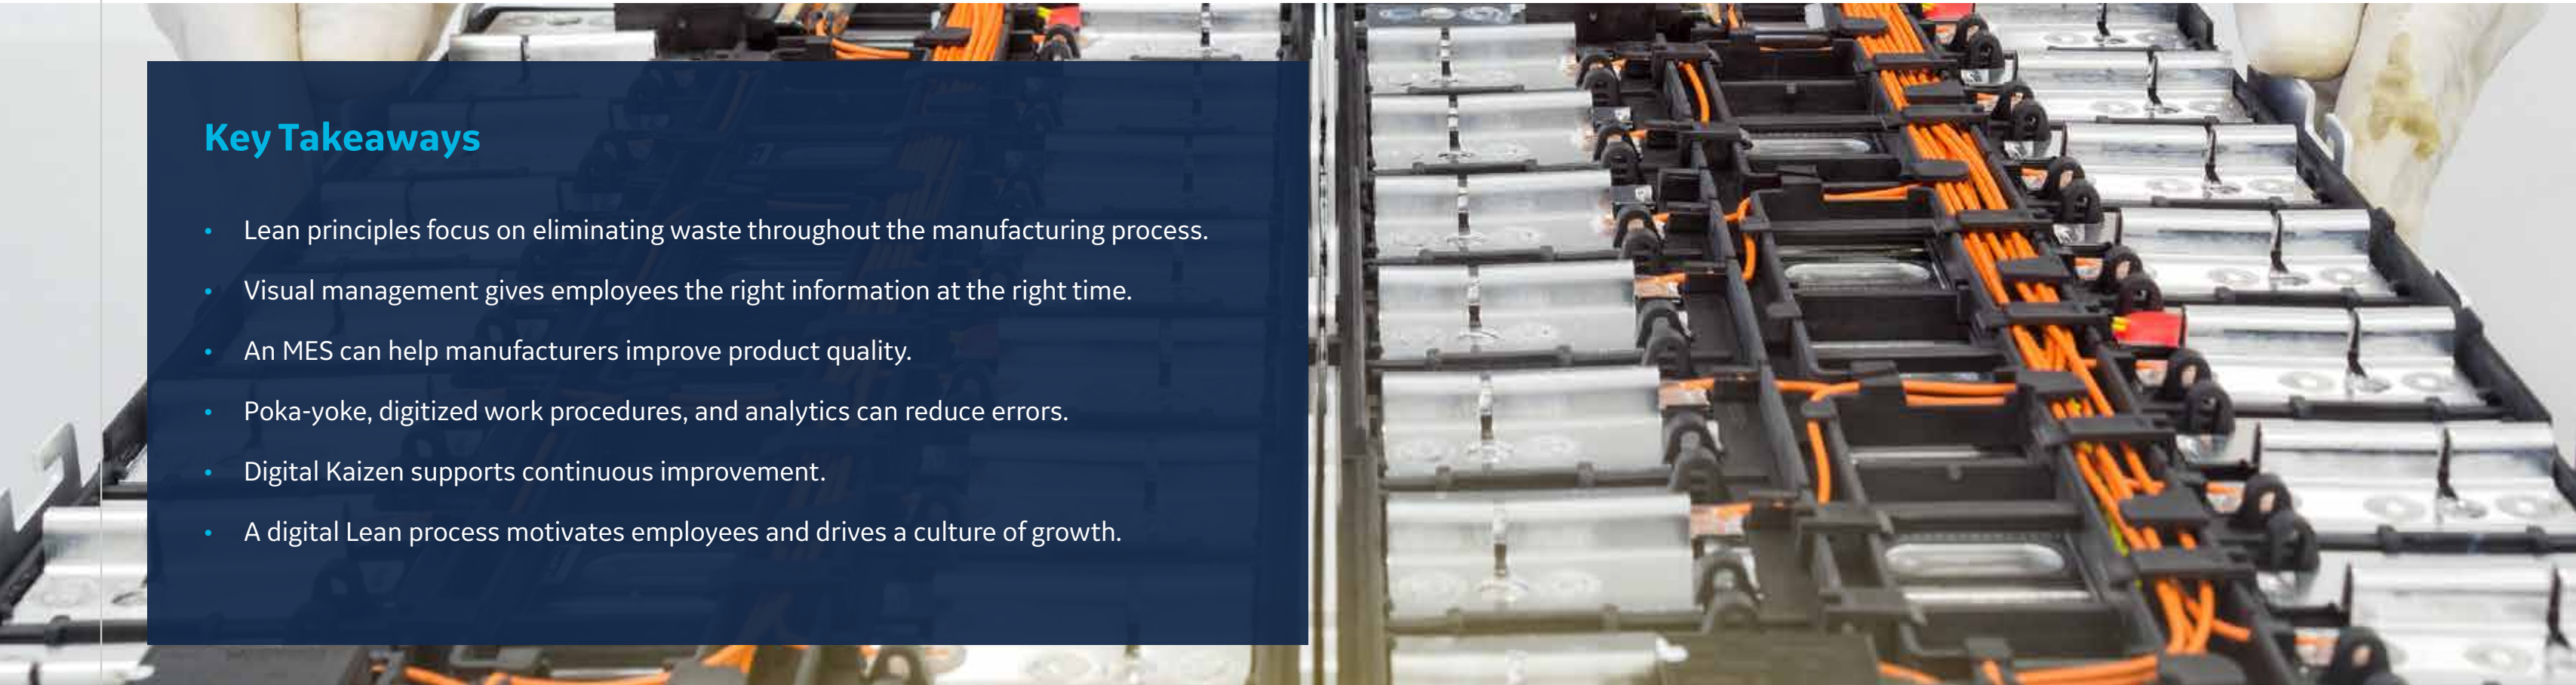 Key Takeaways
• Lean principles focus on eliminating waste throughout the manufacturing process.
• Visual management gives employees the right information at the right time.
• An MES can help manufacturers improve product quality.
• Poka-yoke, digitized work procedures, and analytics can reduce errors.
• Digital Kaizen supports continuous improvement.
• A digital Lean process motivates employees and drives a culture of growth.